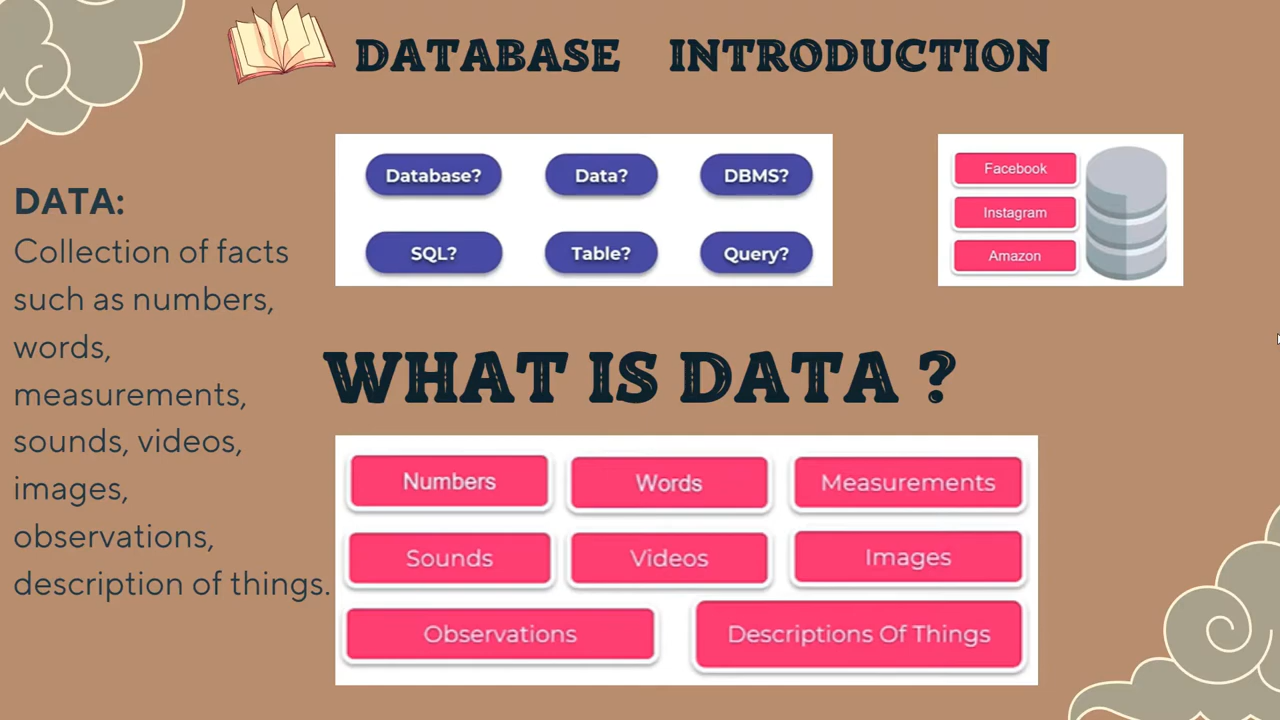 DATABASE INTRODUCTION
Database? Data? DBMS?
SQL? Table? Query?
Facebook
Instagram
Amazon
DATA:
Collection of facts
such as numbers,
words,
measurements,
sounds, videos,
images,
observations,
description of things.
WHAT IS DATA ?
Numbers Words Measurements
Sounds Videos Images
Observations Descriptions Of Things